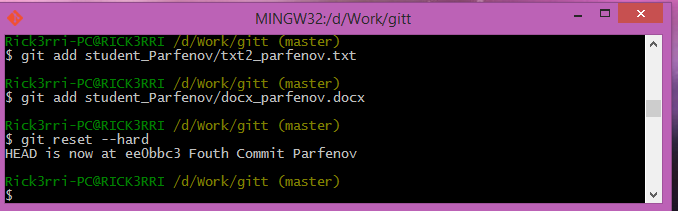 MINGW32:/d/Work/gitt
Rick3rri-PC@RICK3RRI /d/Work/gitt (master)
$ git add student_Parfenov/txt2_parfenov.txt
Rick3rri-PC@RICK3RRI /d/Work/gitt (master)
$ git add student_Parfenov/docx_parfenov.docx
Rick3rri-PC@RICK3RRI /d/Work/gitt (master)
$ git reset --hard
HEAD is now at ee0bbc3 Fouth Commit Parfenov
Rick3rri-PC@RICK3RRI /d/Work/gitt (master)
$